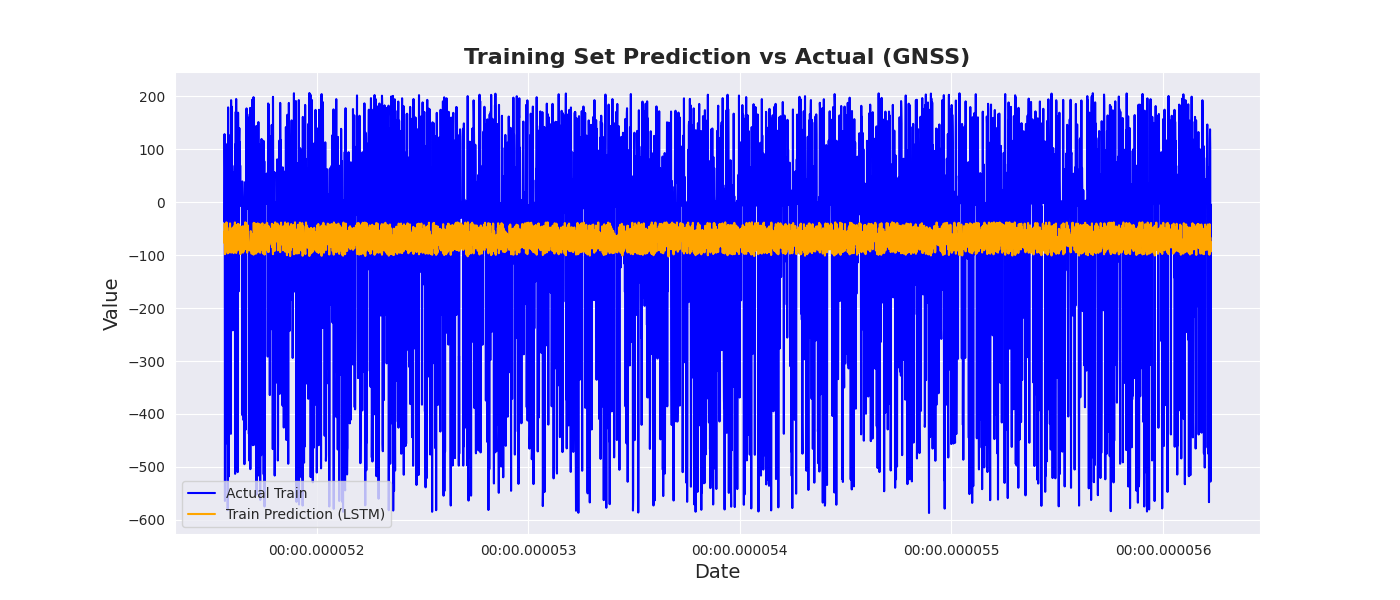 Training Set Prediction vs Actual (GNSS)
Value
200
100
0
−100
−200
−300
−400
−500
−600
Actual Train
Train Prediction (LSTM)
00:00.000052 00:00.000053 00:00.000054 00:00.000055 00:00.000056
Date